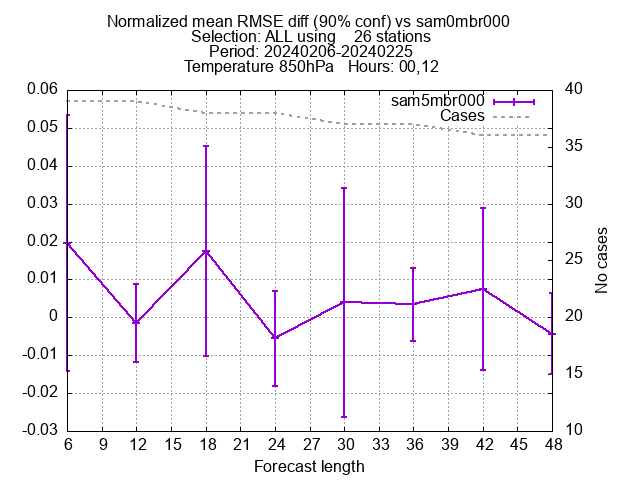 Normalized mean RMSE diff (90% conf) vs sam0mbr000
Selection: ALL using    26 stations
Period: 20240206-20240225
Temperature 850hPa   Hours: 00,12
sam5mbr000
Cases
0.06
0.05
0.04
0.03
0.02
0.01
0
-0.01
-0.02
-0.03
40
35
30
25
20
15
10
No cases
6 9 12 15 18 21 24 27 30 33 36 39 42 45 48
Forecast length